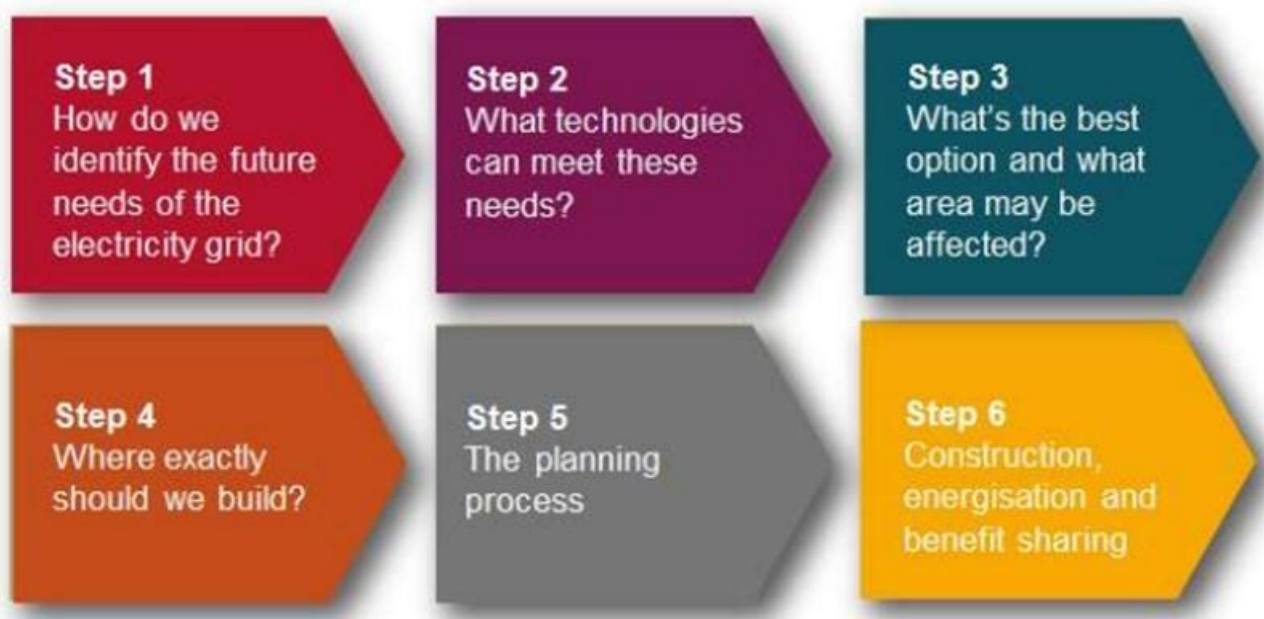 Step 1
How do we
identify the future
needs of the
electricity grid?
Step 2
What technologies
can meet these
needs?
Step 3
What's the best
option and what
area may be
affected?
Step 4
Where exactly
should we build?
Step 5
The planning
process
Step 6
Construction,
energisation and
benefit sharing